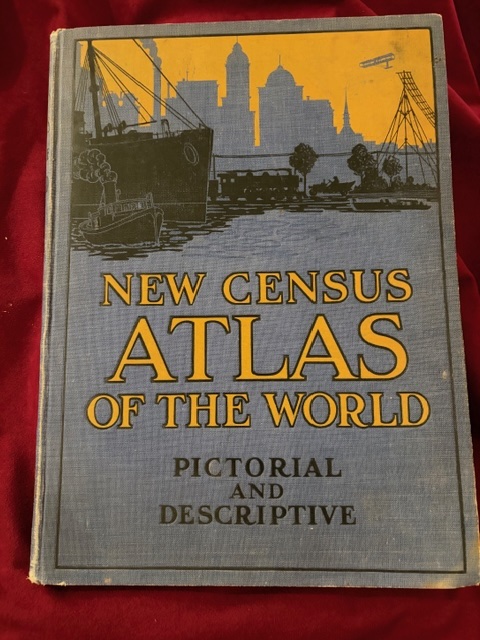 NEW CENSUS
ATLAS
OF THE WORLD
PICTORIAL
AND
DESCRIPTIVE